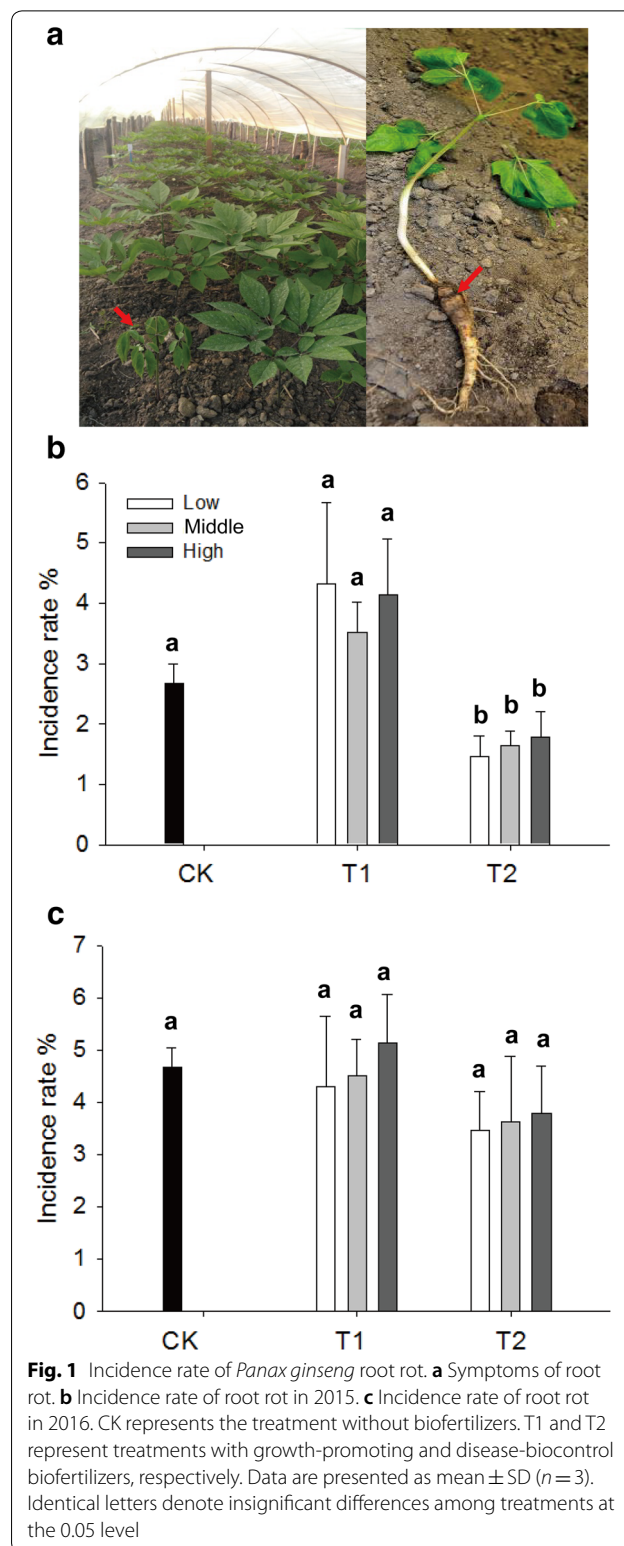 a
b
6
5
4
3
2
1
0
Incidence rate %
Low
Middle
High
a
a
a
a
b
b
b
CK
T1
T2
c
7
6
5
4
3
2
1
0
Incidence rate %
a
a
a
a
a
a
a
CK
T1
T2
Fig. 1 Incidence rate of Panax ginseng root rot. a Symptoms of root
rot. b Incidence rate of root rot in 2015. c Incidence rate of root rot
in 2016. CK represents the treatment without biofertilizers. T1 and T2
represent treatments with growth-promoting and disease-biocontrol
biofertilizers, respectively. Data are presented as mean ± SD (n = 3).
Identical letters denote insignificant differences among treatments at
the 0.05 level